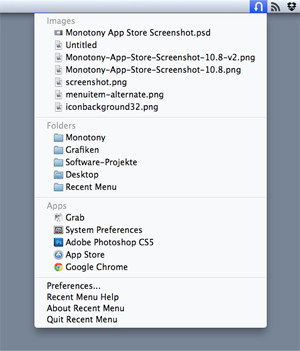 Images
Monotony App Store Screenshot.psd
Untitled
Monotony-App-Store-Screenshot-10.8-v2.png
Monotony-App-Store-Screenshot-10.8.png
screenshot.png
menuitem-alternate.png
iconbackground32.png
Folders
Monotony
Grafiken
Software-Projekte
Desktop
Recent Menu
Apps
Grab
System Preferences
Adobe Photoshop CS5
App Store
Google Chrome
Preferences...
Recent Menu Help
About Recent Menu
Quit Recent Menu